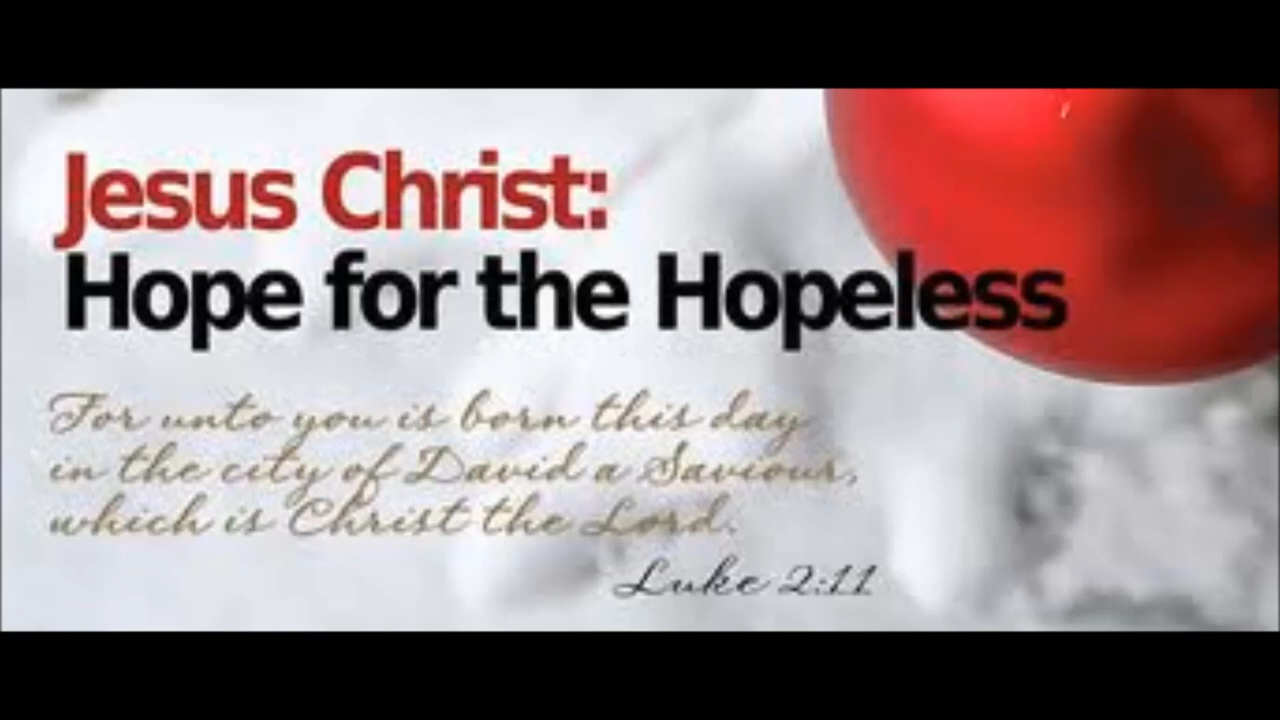 Jesus Christ:
Hope for the Hopeless
For unto you is born this day
in the city of David a Saviour,
which is Christ the Lord.
Luke 2:11